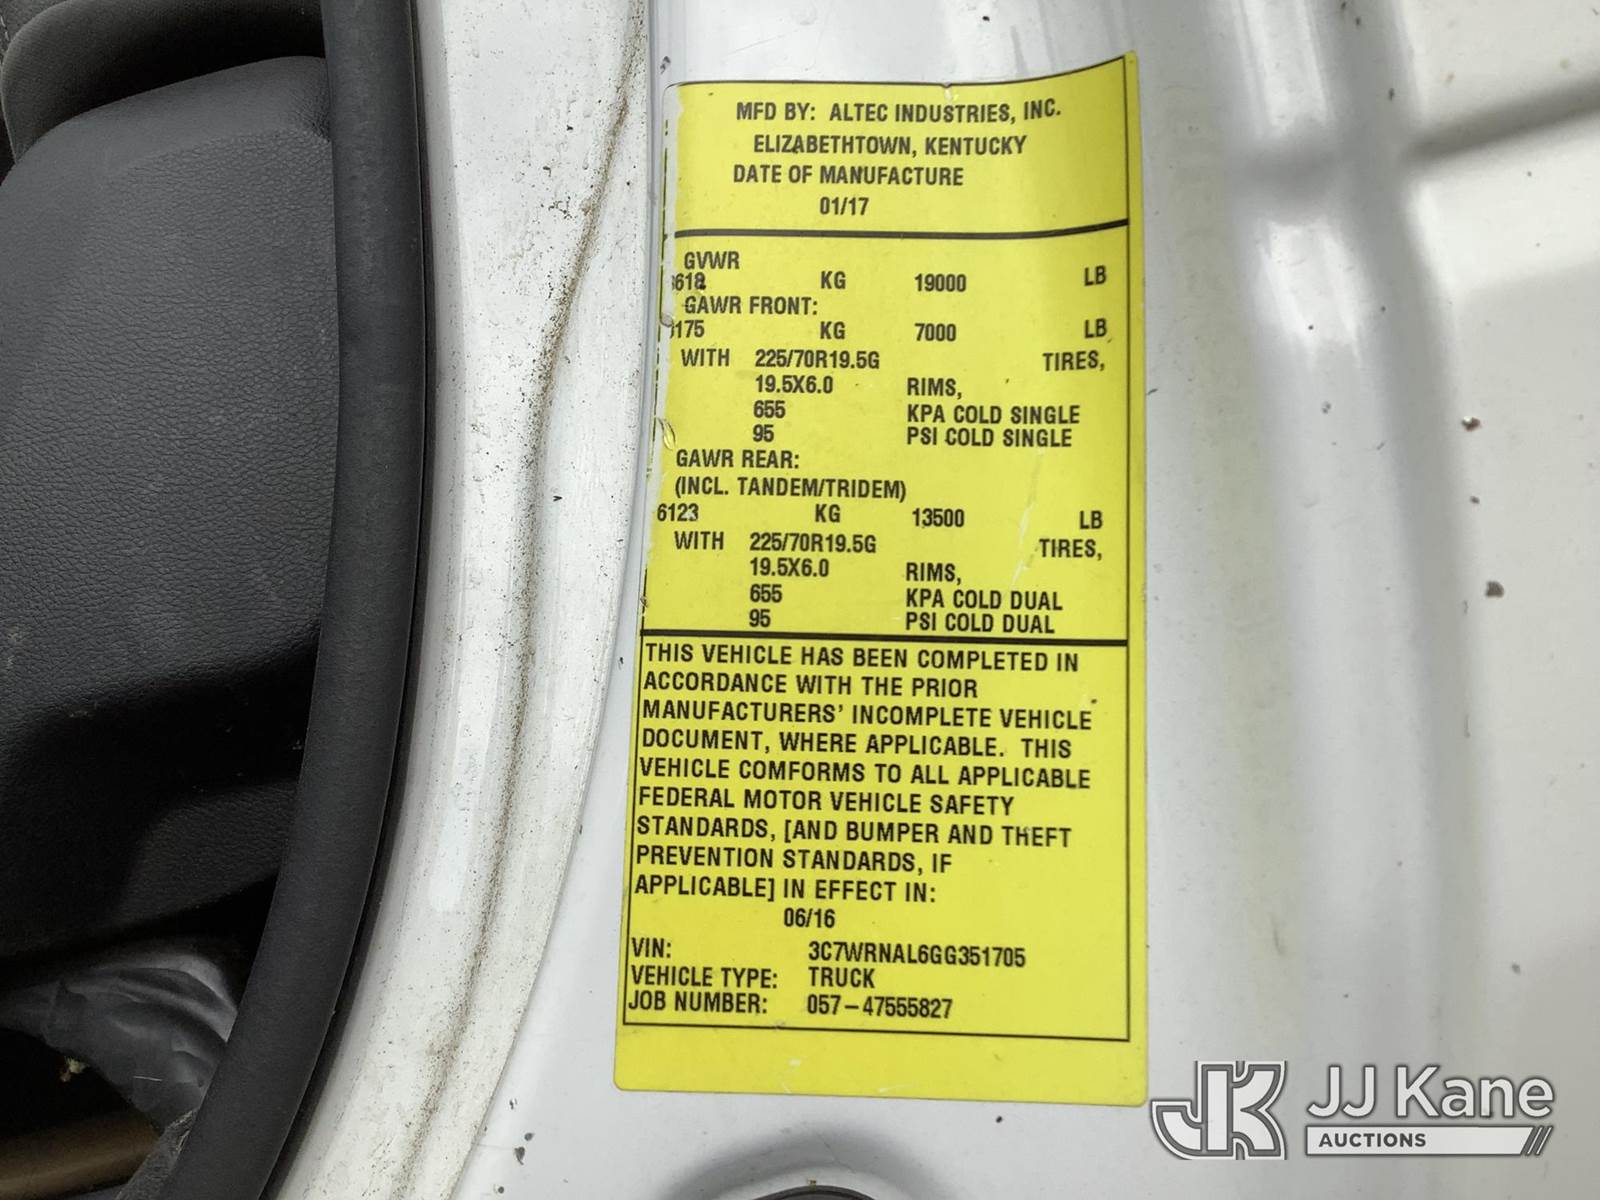 MFD BY: ALTEC INDUSTRIES, INC.
ELIZABETHTOWN, KENTUCKY
DATE OF MANUFACTURE
01/17
GVWR
KG 19000 LB
GAWR FRONT:
KG 7000 LB
WITH 225/70R19.5G TIRES,
19.5X6.0 RIMS,
655 KPA COLD SINGLE
95 PSI COLD SINGLE
GAWR REAR:
(INCL. TANDEM/TRIDEM)
6123 KG 13500 LB
WITH 225/70R19.5G TIRES,
19.5X6.0 RIMS,
655 KPA COLD DUAL
95 PSI COLD DUAL
THIS VEHICLE HAS BEEN COMPLETED IN
ACCORDANCE WITH THE PRIOR
MANUFACTURERS' INCOMPLETE VEHICLE
DOCUMENT, WHERE APPLICABLE. THIS
VEHICLE COMFORMS TO ALL APPLICABLE
FEDERAL MOTOR VEHICLE SAFETY
STANDARDS, [AND BUMPER AND THEFT
PREVENTION STANDARDS, IF
APPLICABLE] IN EFFECT IN:
06/16
VIN: 3C7WRNAL6GG351705
VEHICLE TYPE: TRUCK
JOB NUMBER: 057-47555827
JK JJ Kane
AUCTIONS